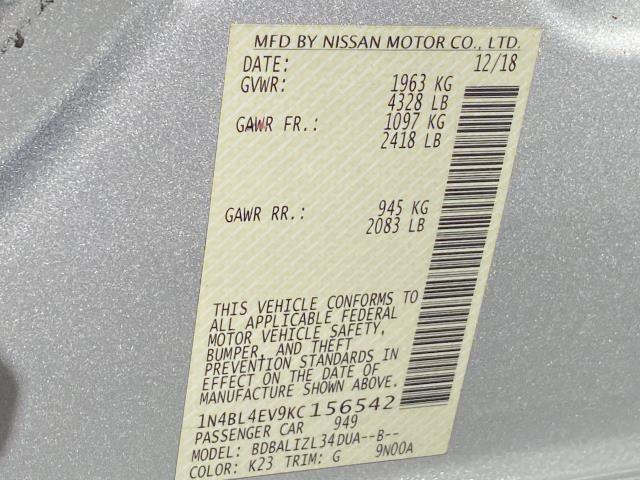 MFD BY NISSAN MOTOR CO., LTD.
DATE: 12/18
GVWR: 1963 KG
4328 LB
GAWR FR.: 1097 KG
2418 LB
GAWR RR.: 945 KG
2083 LB
THIS VEHICLE CONFORMS TO
ALL APPLICABLE FEDERAL
MOTOR VEHICLE SAFETY,
BUMPER, AND THEFT
PREVENTION STANDARDS IN
EFFECT ON THE DATE OF
MANUFACTURE SHOWN ABOVE.
1N4BL4EV9KC156542
PASSENGER CAR 949
MODEL: BDBALIZL34DUA--B--
COLOR: K23 TRIM: G 9N00A